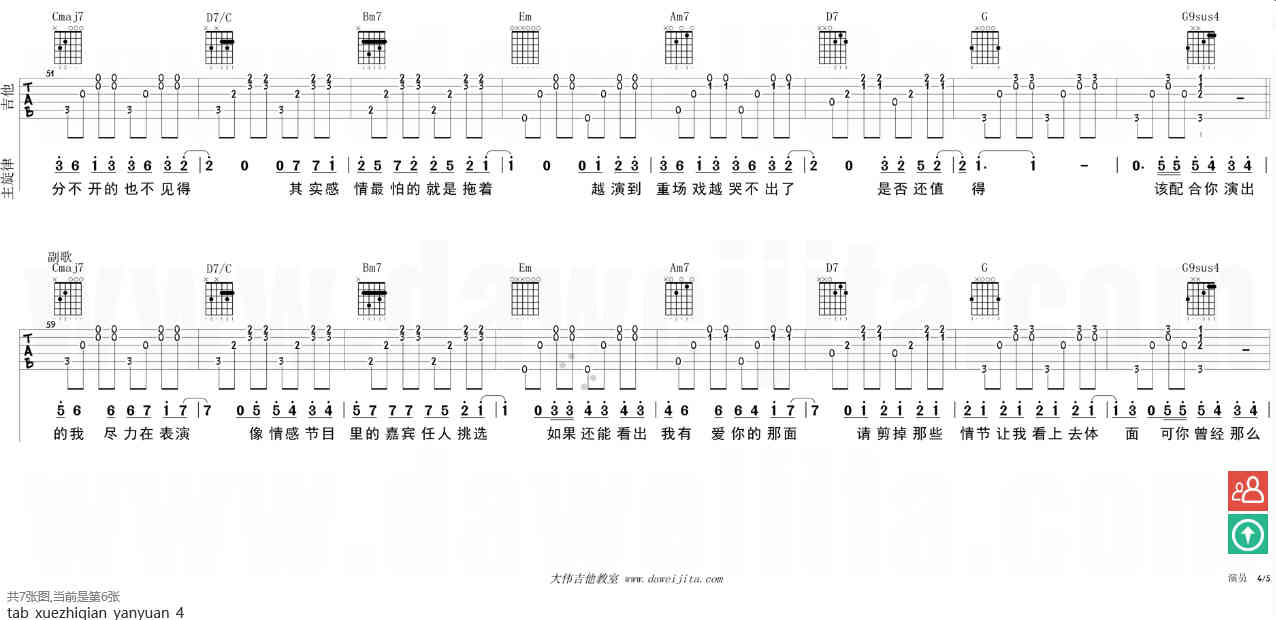 Cmaj7 D7/C Bm7 Em Am7 D7 G G9sus4
吉他
51
TAB
主旋律
3 6 1 3 3 6 3 2 | 2 0 0 7 7 1 | 2 5 7 2 2 5 2 1 | 1 0 0 1 2 3 | 3 6 1 3 3 6 3 2 | 2 0 3 2 5 2 | 2 1. 1 - | 0. 5 5 5 4 3 4 |
分不 开的 也不 见得 其 实感 情最 怕的 就是 拖着 越 演到 重场 戏越 哭不 出了 是否 还值 得 该配 合你 演出
副歌
Cmaj7 D7/C Bm7 Em Am7 D7 G G9sus4
59
TAB
5 6 6 6 7 1 7 | 7 0 5 5 4 3 4 | 5 7 7 7 7 5 2 1 | 1 0 3 3 4 3 4 3 | 4 6 6 6 4 1 7 | 7 0 1 2 1 2 1 | 2 1 2 1 2 1 2 1 | 1 3 0 5 5 5 4 3 4 |
的我 尽 力在 表演 像 情感 节目 里的 嘉宾 任人 挑选 如果 还能 看出 我有 爱 你的 那面 请 剪掉 那些 情节 让我 看上 去体 面 可你 曾经 那么
大伟吉他教室 www.daweijita.com
演员 4/5
共7张图,当前是第6张
tab xuezhiqian yanyuan 4